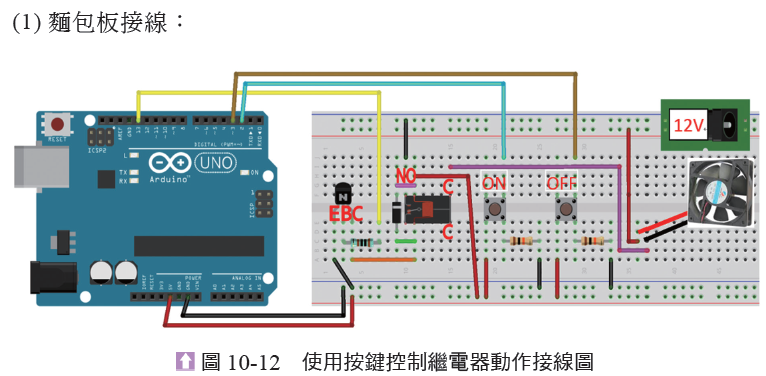 (1) 麵包板接線：
RESET
ICSP2
AREF
GND
13
12
11
10
9
8
7
6
5
4
3
2
1
0
DIGITAL (PWM~)
L
TX
RX
UNO
Arduino
ON
ICSP
POWER
ANALOG IN
IOREF
RESET
3V3
5V
GND
GND
VIN
A0
A1
A2
A3
A4
A5
N
EBC
NO
C
C
ON
OFF
12V
圖 10-12 使用按鍵控制繼電器動作接線圖